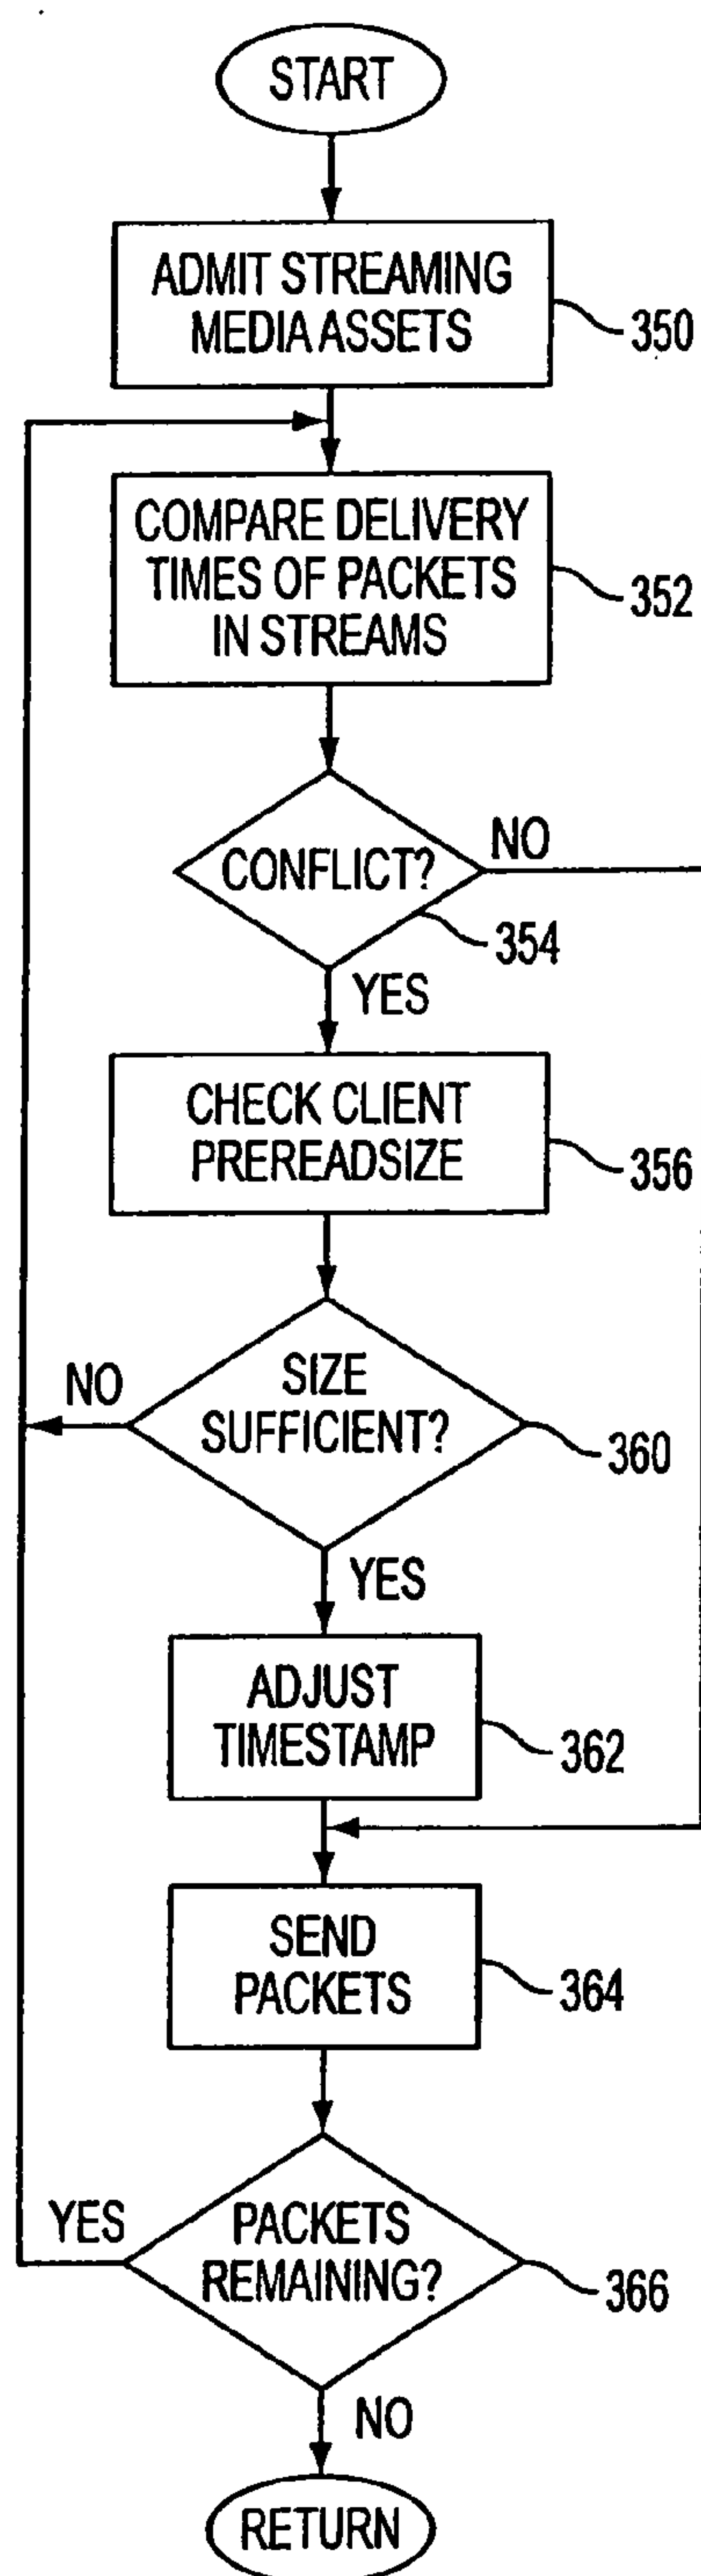 START
ADMIT STREAMING
MEDIA ASSETS
350
COMPARE DELIVERY
TIMES OF PACKETS
IN STREAMS
352
CONFLICT?
NO
354
YES
CHECK CLIENT
PREREADSIZE
356
SIZE
SUFFICIENT?
NO
360
YES
ADJUST
TIMESTAMP
362
SEND
PACKETS
364
PACKETS
REMAINING?
YES
366
NO
RETURN